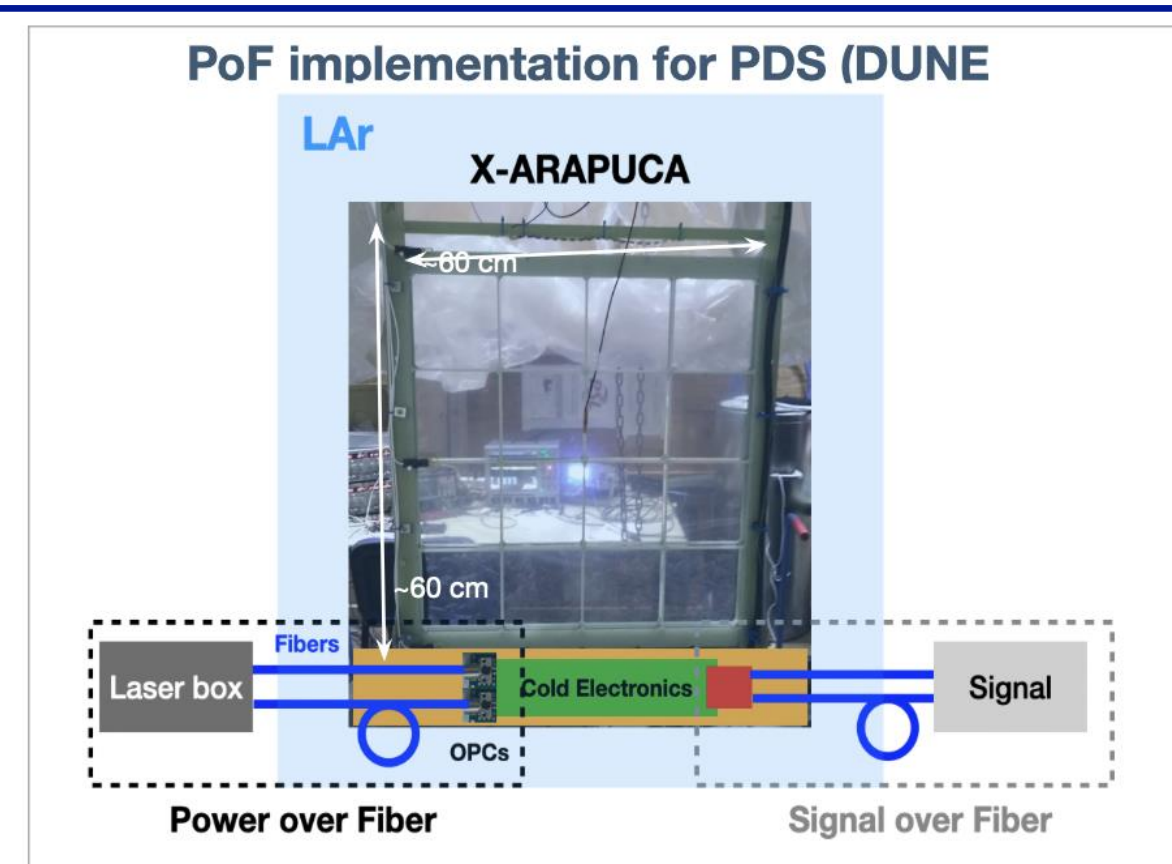 PoF implementation for PDS (DUNE
LAr
X-ARAPUCA
~60 cm
~60 cm
Fibers
Laser box
Cold Electronics
Signal
OPCs
Power over Fiber
Signal over Fiber